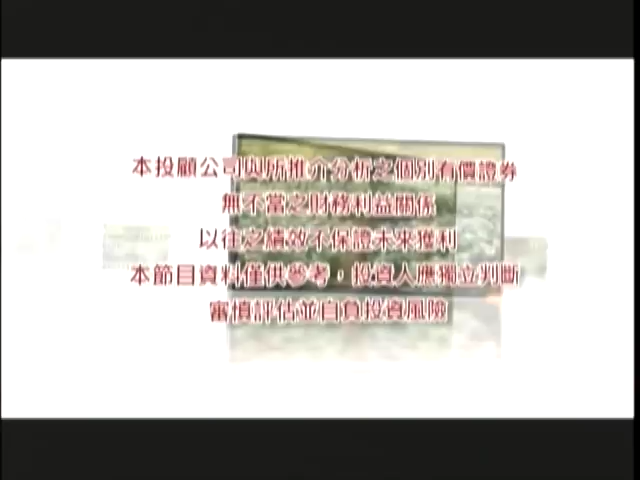 本投顧公司與所推介分析之個別有價證券
無不當之財務利益關係
以往之績效不保證未來獲利
本節目資料僅供參考，投資人應獨立判斷
審慎評估並自負投資風險